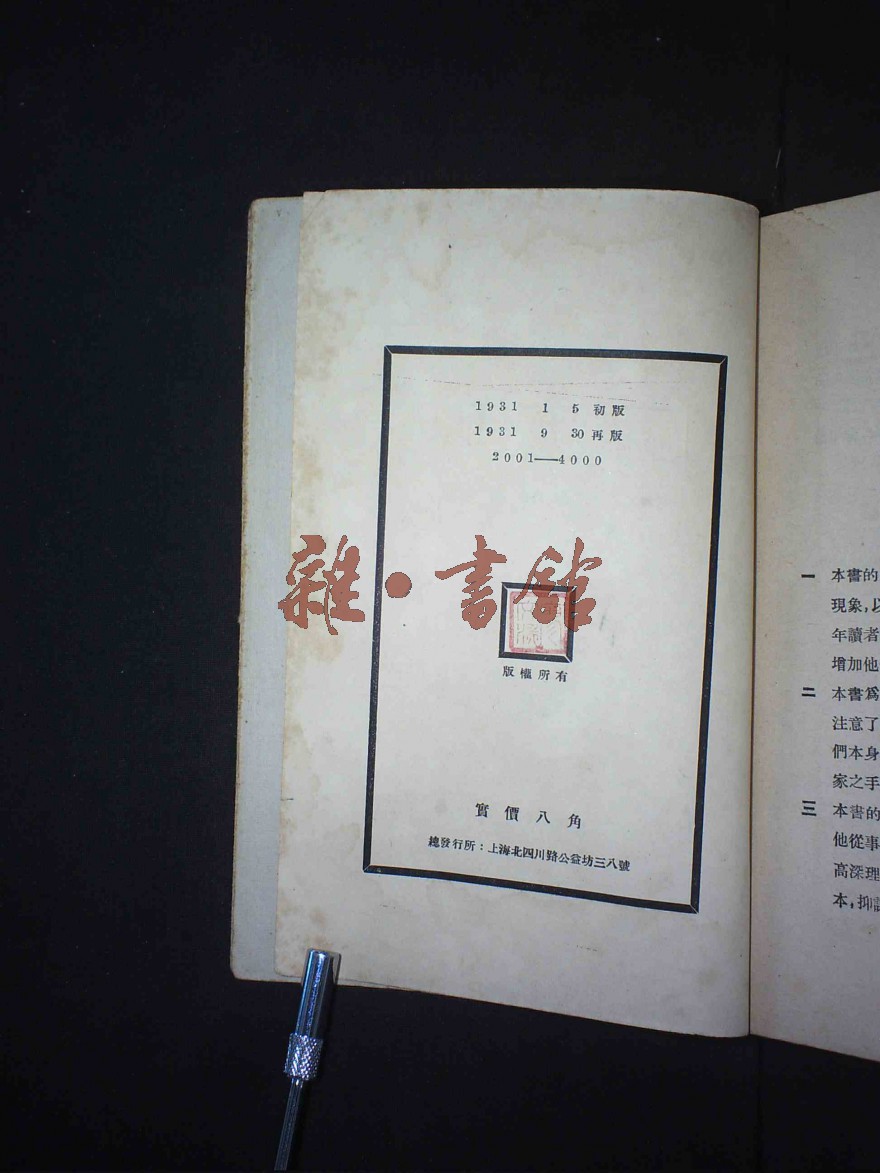 1931 1 5 初版
1931 9 30 再版
2001—4000
雜·書館
版權所有
實價八角
總發行所：上海北四川路公益坊三八號
一 本書的
現象，以
年讀者
增加他
二 本書爲
注意了
們本身
家之手
三 本書的
他從事
高深理
本，抑